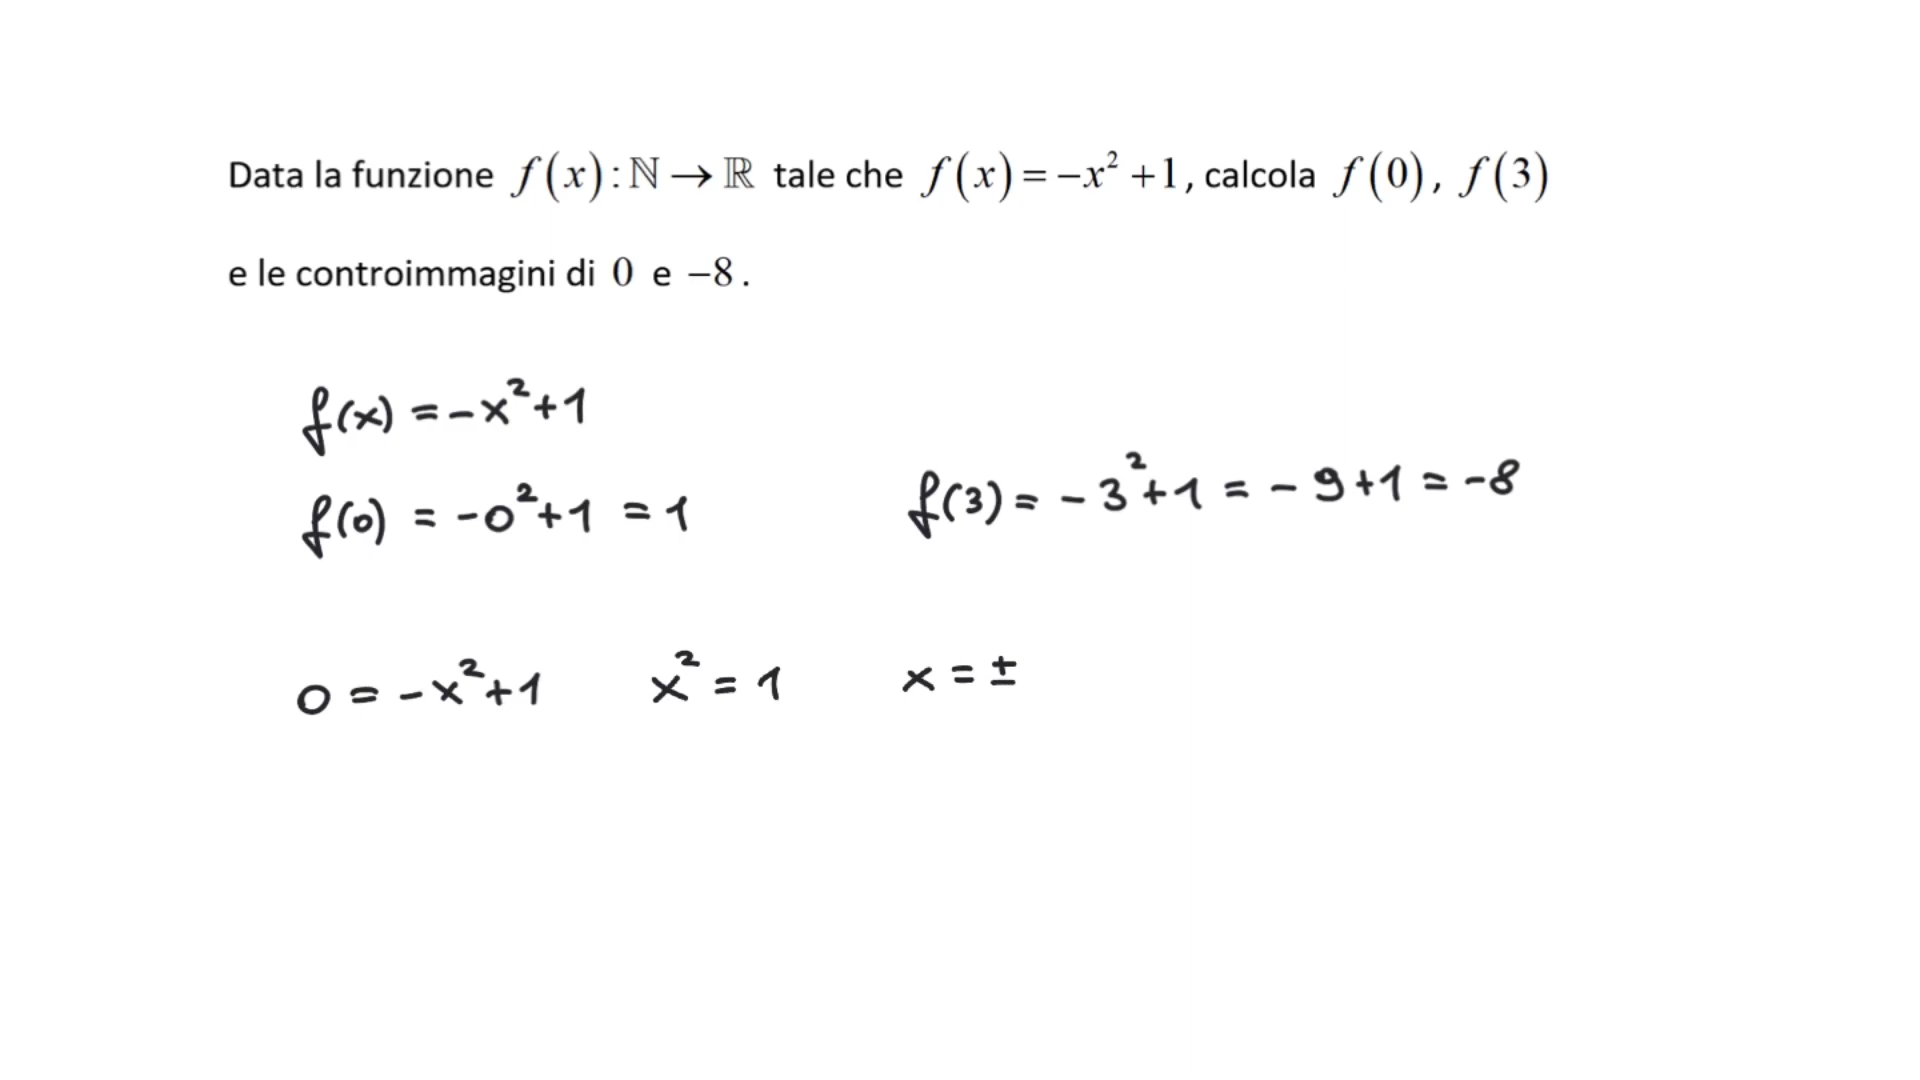 Data la funzione f(x):ℕ→ℝ tale che f(x)=−x²+1, calcola f(0), f(3)
e le controimmagini di 0 e −8.
f(x) = -x²+1
f(0) = -0²+1 = 1
f(3) = -3²+1 = -9+1 = -8
0 = -x²+1 x² = 1 x = ±